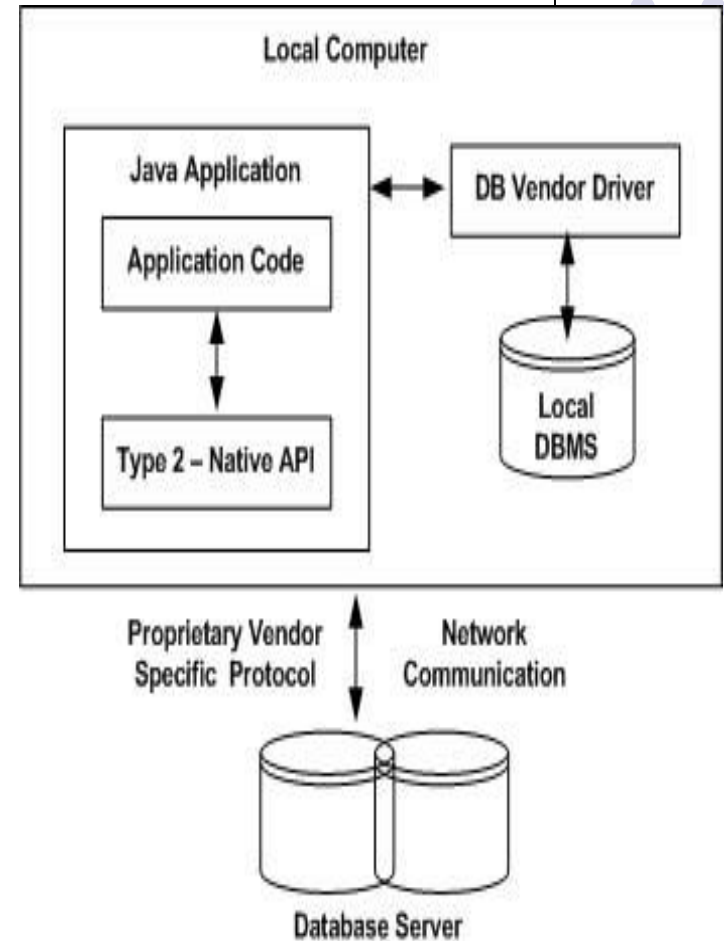 Local Computer
Java Application
DB Vendor Driver
Application Code
Type 2 – Native API
Local
DBMS
Proprietary Vendor
Specific Protocol
Network
Communication
Database Server